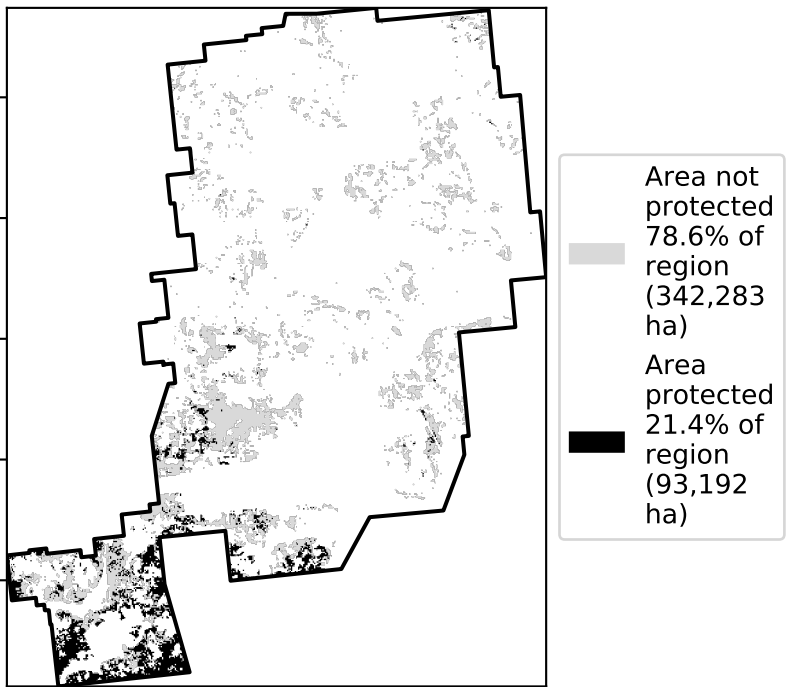 Area not
protected
78.6% of
region
(342,283
ha)
Area
protected
21.4% of
region
(93,192
ha)